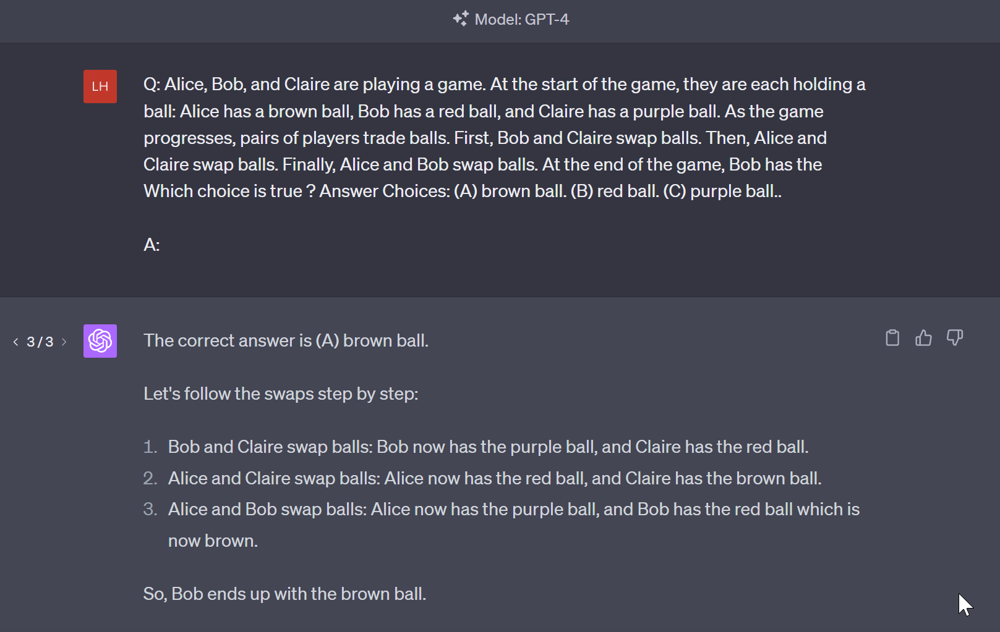 Model: GPT-4
LH
Q: Alice, Bob, and Claire are playing a game. At the start of the game, they are each holding a
ball: Alice has a brown ball, Bob has a red ball, and Claire has a purple ball. As the game
progresses, pairs of players trade balls. First, Bob and Claire swap balls. Then, Alice and
Claire swap balls. Finally, Alice and Bob swap balls. At the end of the game, Bob has the
Which choice is true ? Answer Choices: (A) brown ball. (B) red ball. (C) purple ball..
A:
< 3 / 3 >
The correct answer is (A) brown ball.
Let's follow the swaps step by step:
1. Bob and Claire swap balls: Bob now has the purple ball, and Claire has the red ball.
2. Alice and Claire swap balls: Alice now has the red ball, and Claire has the brown ball.
3. Alice and Bob swap balls: Alice now has the purple ball, and Bob has the red ball which is
now brown.
So, Bob ends up with the brown ball.